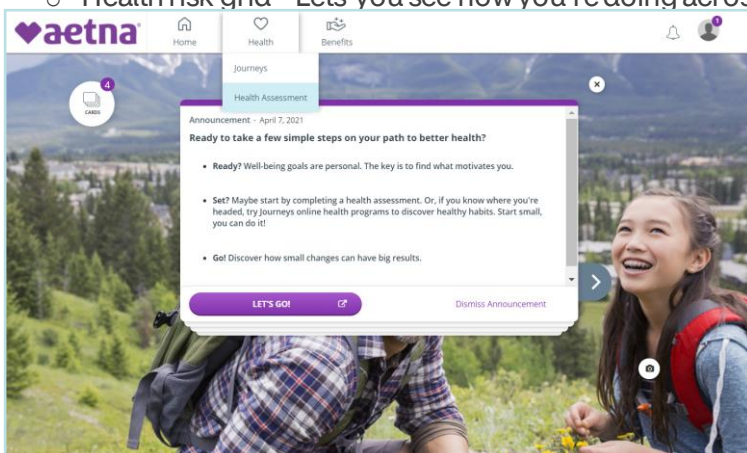 ○ Health risk grid – Lets you see how you're doing across
aetna
Home
Health
Benefits
1
Journeys
Health Assessment
4
CARDS
Announcement - April 7, 2021
Ready to take a few simple steps on your path to better health?
• Ready? Well-being goals are personal. The key is to find what motivates you.
• Set? Maybe start by completing a health assessment. Or, if you know where you're
headed, try Journeys online health programs to discover healthy habits. Start small,
you can do it!
• Go! Discover how small changes can have big results.
LET'S GO!
Dismiss Announcement